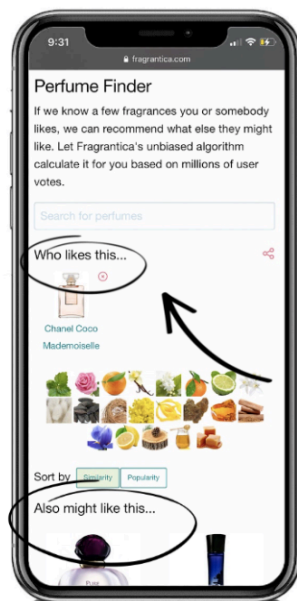 9:31
fragrantica.com
Perfume Finder
If we know a few fragrances you or somebody
likes, we can recommend what else they might
like. Let Fragrantica's unbiased algorithm
calculate it for you based on millions of user
votes.
Search for perfumes
Who likes this...
Chanel Coco
Mademoiselle
Sort by Similarity Popularity
Also might like this...